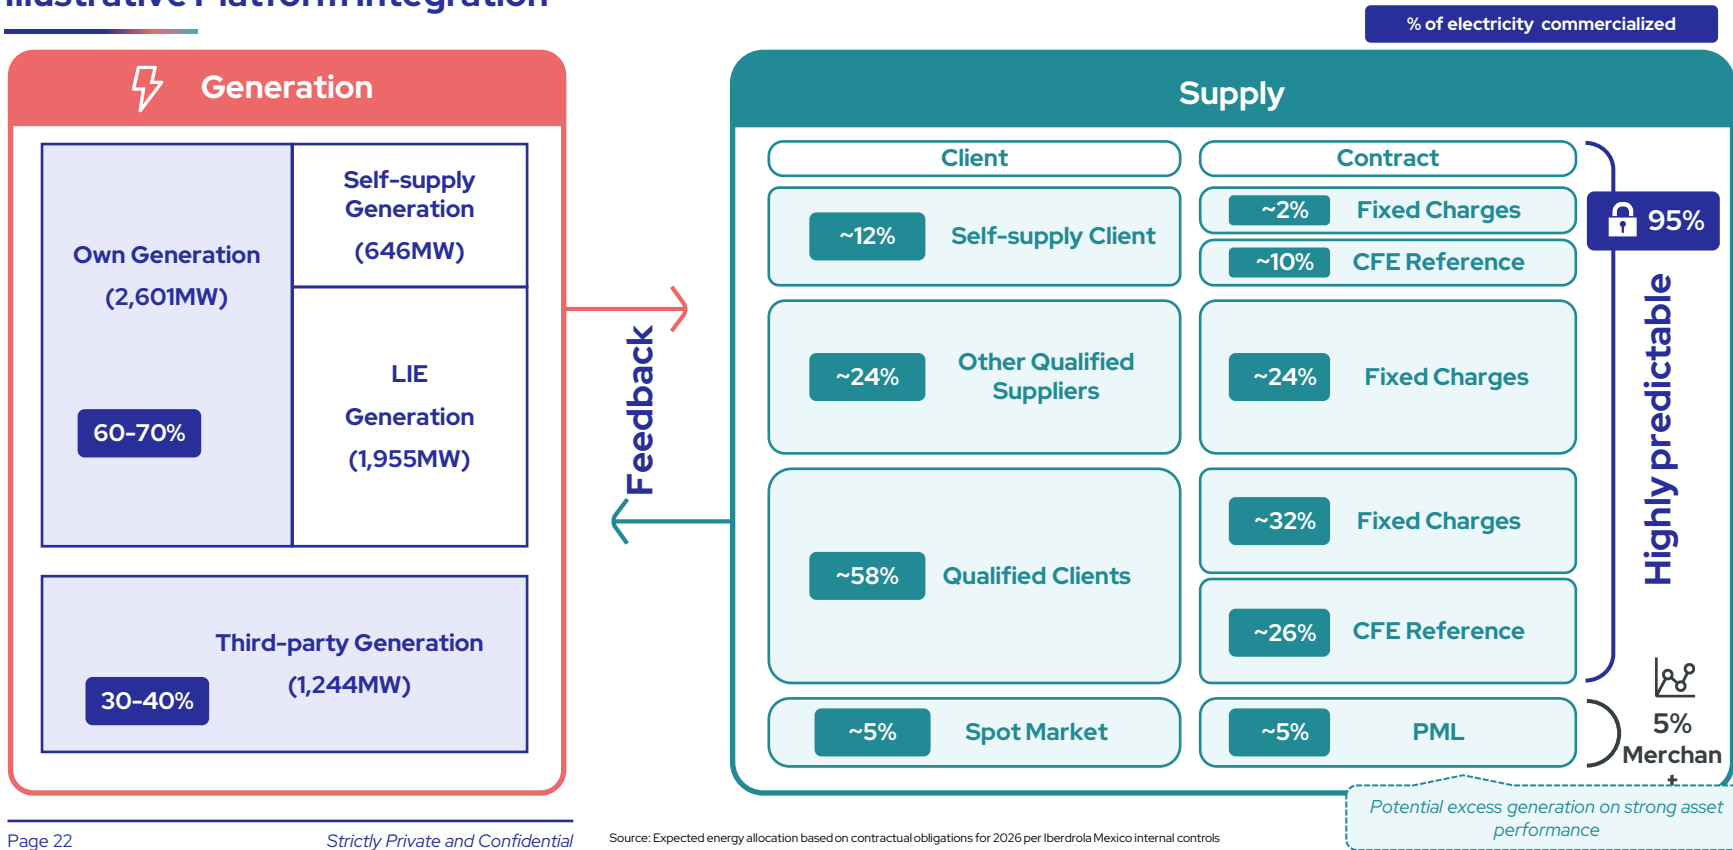 Illustrative Platform Integration
% of electricity commercialized
Generation
Own Generation
(2,601MW)
60-70%
Self-supply
Generation
(646MW)
LIE
Generation
(1,955MW)
Third-party Generation
(1,244MW)
30-40%
Feedback
Supply
Client
Contract
~12%
Self-supply Client
~2%
Fixed Charges
~10%
CFE Reference
~24%
Other Qualified
Suppliers
~24%
Fixed Charges
~58%
Qualified Clients
~32%
Fixed Charges
~26%
CFE Reference
~5%
Spot Market
~5%
PML
95%
Highly predictable
5%
Merchan
t
Potential excess generation on strong asset
performance
Page 22
Strictly Private and Confidential
Source: Expected energy allocation based on contractual obligations for 2026 per Iberdrola Mexico internal controls